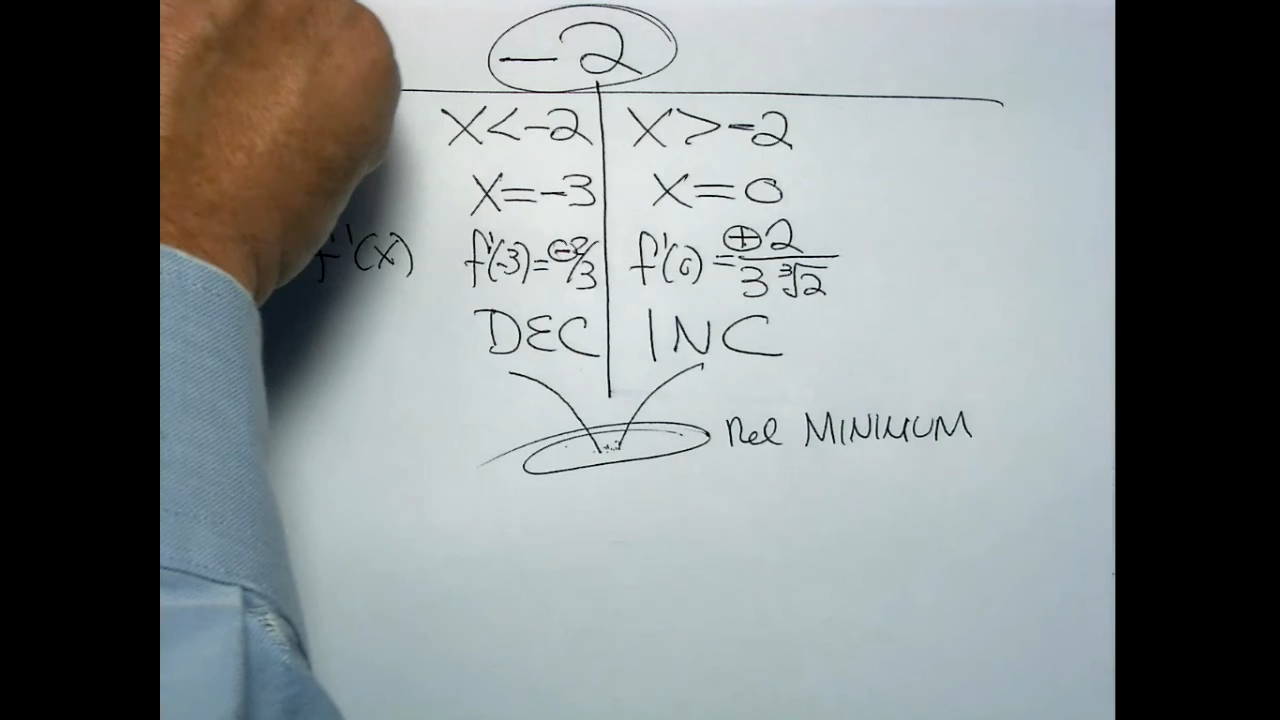 -2
x<-2 x>-2
x=-3 x=0
f'(x) f'(-3)=-2/3 f'(0)=+2/3∛2
DEC INC
Rel MINIMUM